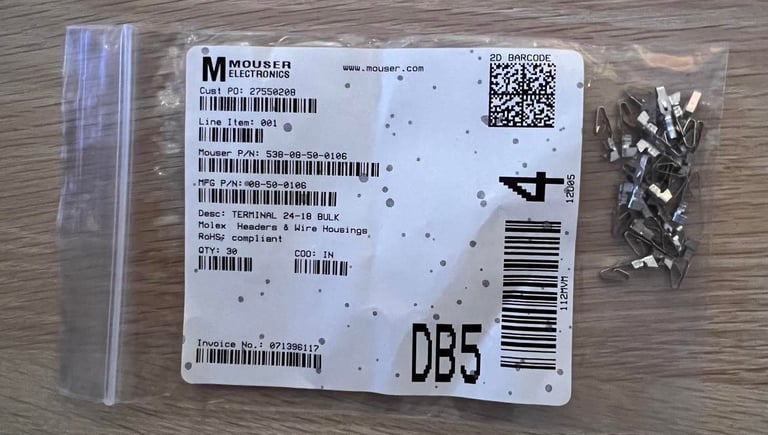 MOUSER
ELECTRONICS
www.mouser.com
2D BARCODE
Cust PO: 27550208
Line Item: 001
Mouser P/N: 538-08-50-0106
MFG P/N: 08-50-0106
Desc: TERMINAL 24-18 BULK
Molex Headers & Wire Housings
RoHS: compliant
QTY: 30
COO: IN
Invoice No.: 071396117
4
12U05
112MVM
DB5